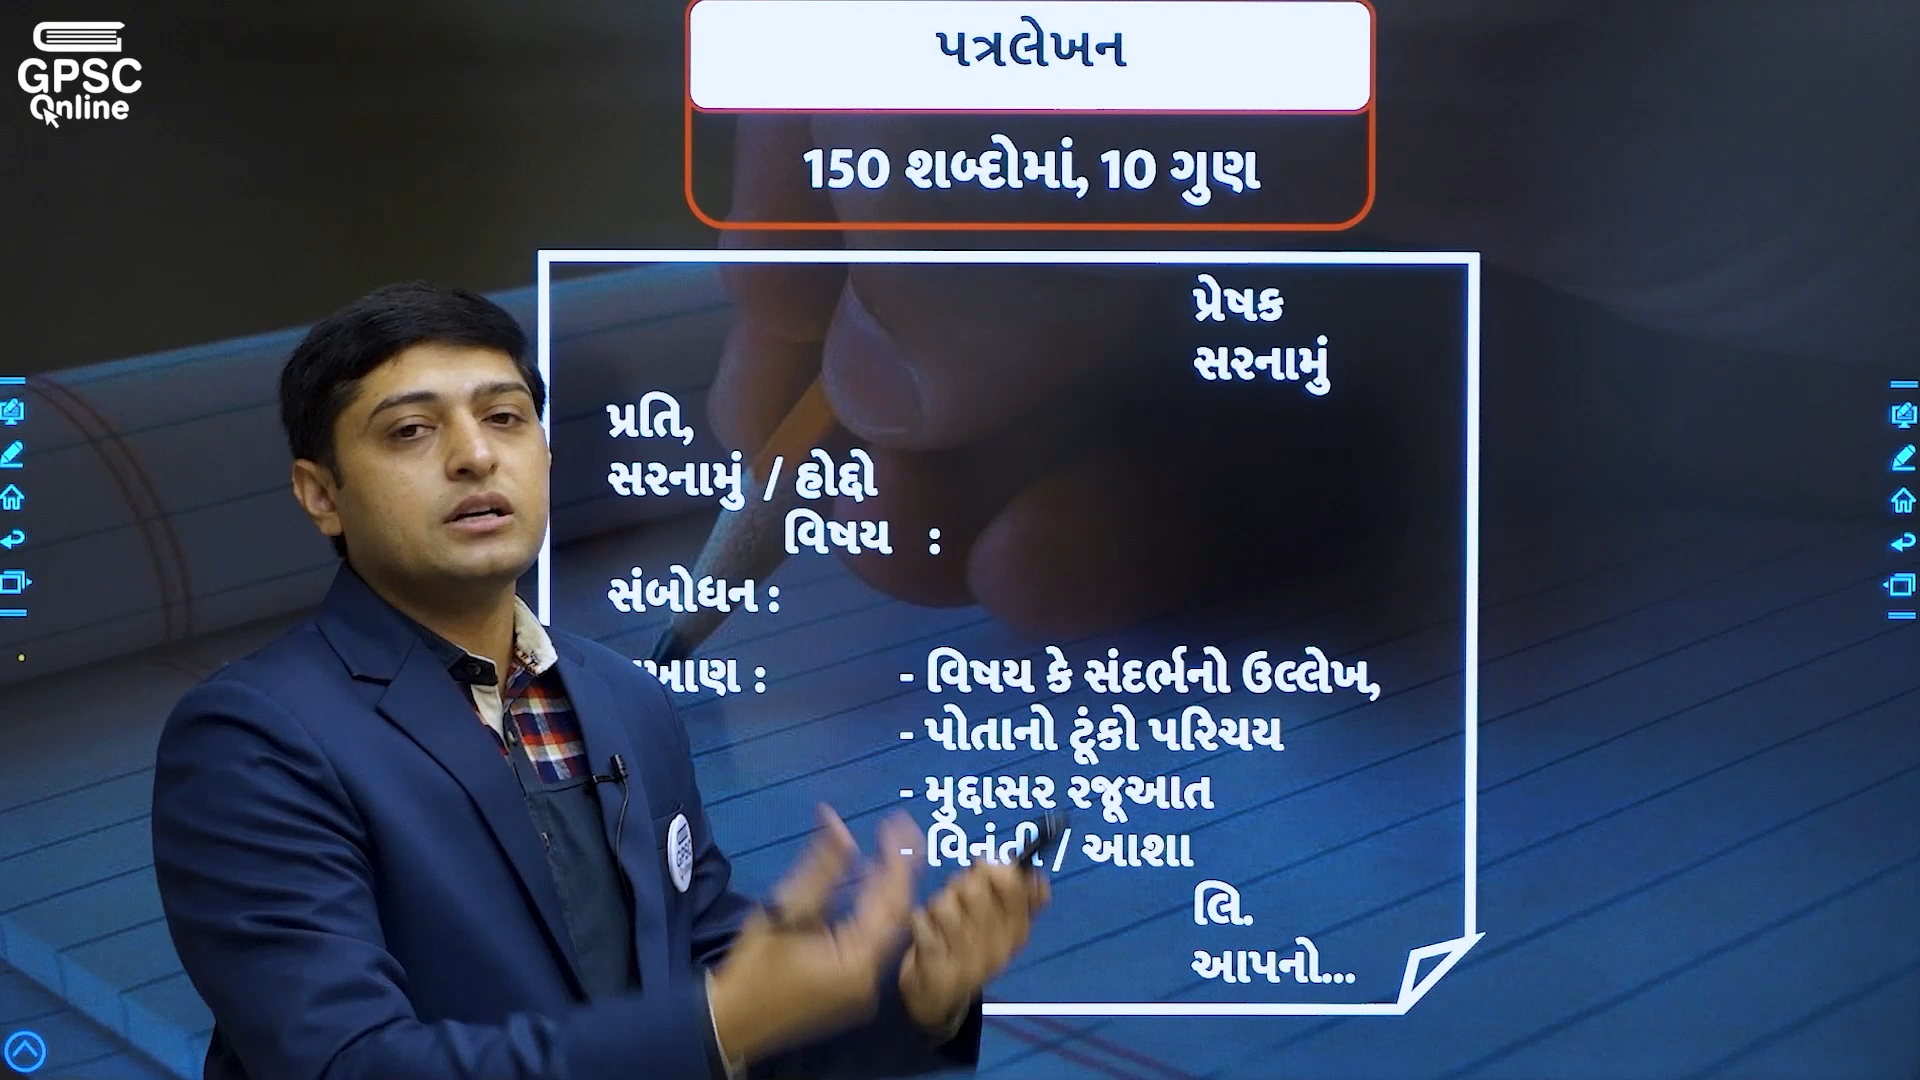 GPSC
Online
પત્રલેખન
150 શબ્દોમાં, 10 ગુણ
પ્રેષક
સરનામું
પ્રતિ,
સરનામું / હોદ્દો
વિષય :
સંબોધન :
:
- વિષય કે સંદર્ભનો ઉલ્લેખ,
- પોતાનો ટૂંકો પરિચય
- મુદ્દાસર રજૂઆત
- વિનંતી / આશા
લિ.
આપનો...
GPSC